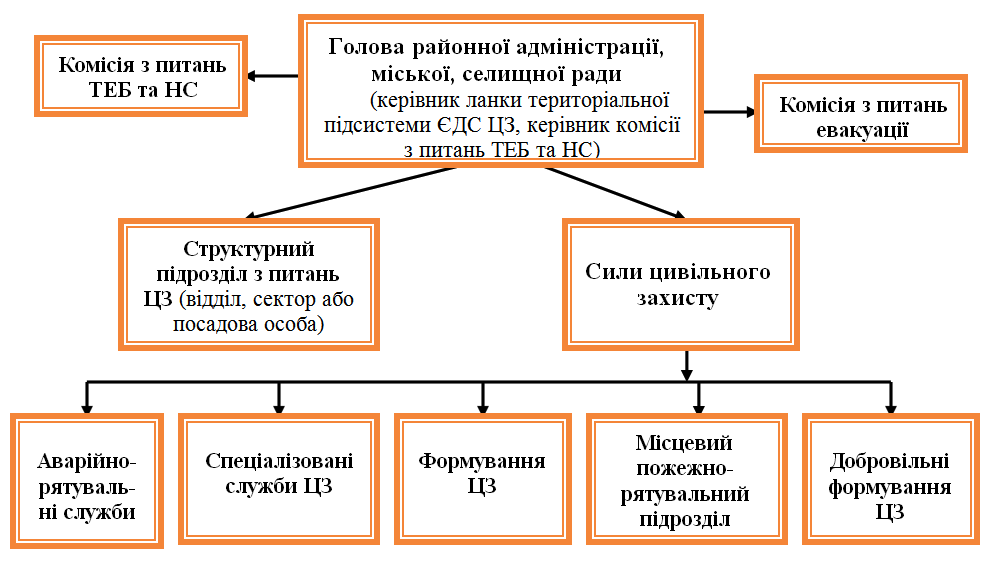 Голова районної адміністрації,
міської, селищної ради
(керівник ланки територіальної
підсистеми ЄДС ЦЗ, керівник комісії
з питань ТЕБ та НС)
Комісія з питань
ТЕБ та НС
Комісія з питань
евакуації
Структурний
підрозділ з питань
ЦЗ (відділ, сектор або
посадова особа)
Сили цивільного
захисту
Аварійно-
рятуваль-
ні служби
Спеціалізовані
служби ЦЗ
Формування
ЦЗ
Місцевий
пожежно-
рятувальний
підрозділ
Добровільні
формування
ЦЗ